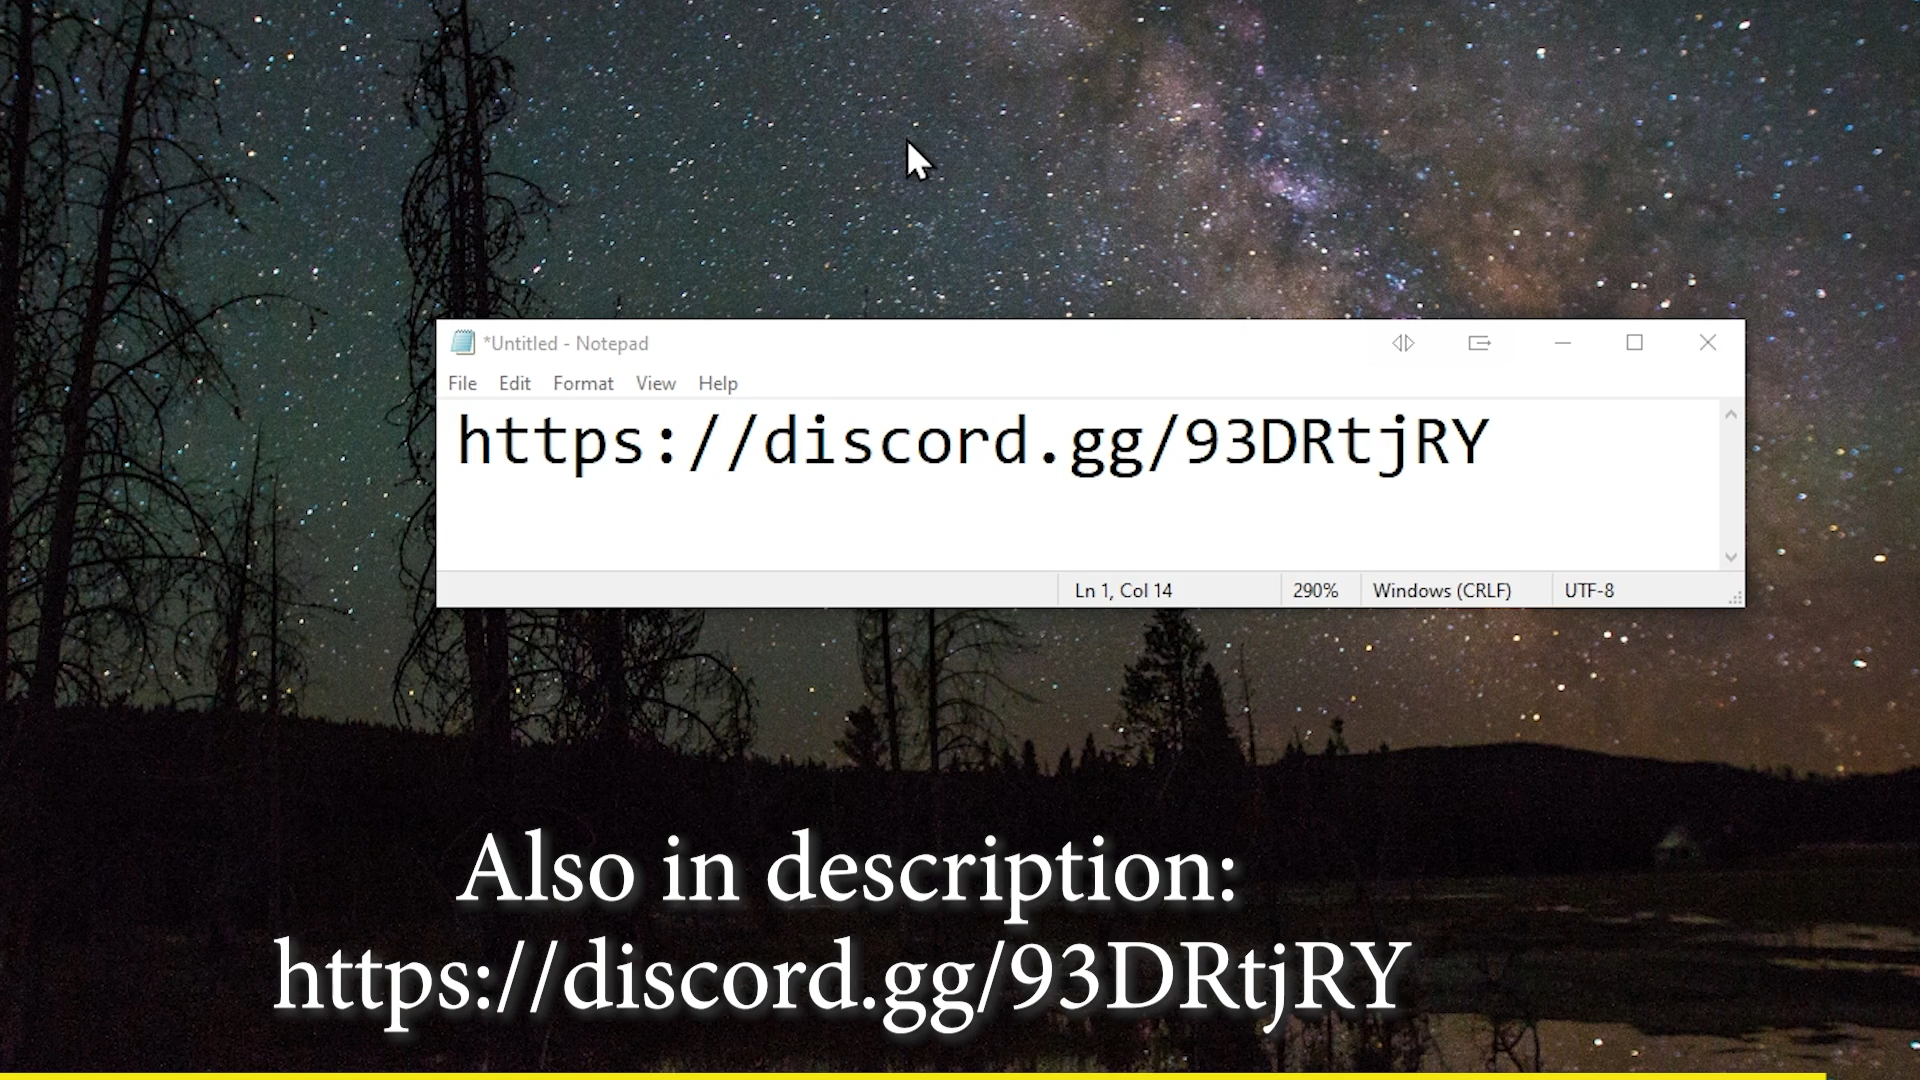 *Untitled - Notepad
File Edit Format View Help
https://discord.gg/93DRtjRY
Ln 1, Col 14 290% Windows (CRLF) UTF-8
Also in description:
https://discord.gg/93DRtjRY